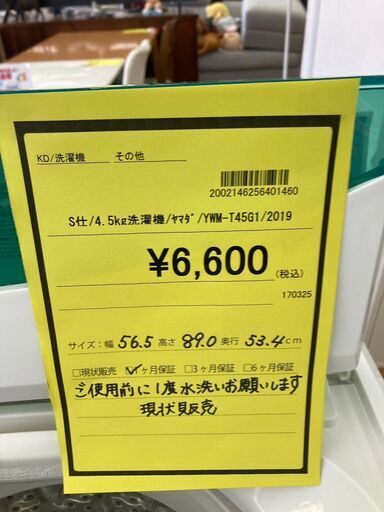 KD/洗濯機 その他
2002146256401460
S仕/4.5kg洗濯機/ﾔﾏﾀﾞ/YWM-T45G1/2019
¥6,600(税込)
170325
サイズ:幅 56.5 高さ 89.0 奥行 53.4 cm
□現状販売 ☑1ヶ月保証 □3ヶ月保証 □6ヶ月保証
ご使用前に1度水洗いお願いします
現状販売